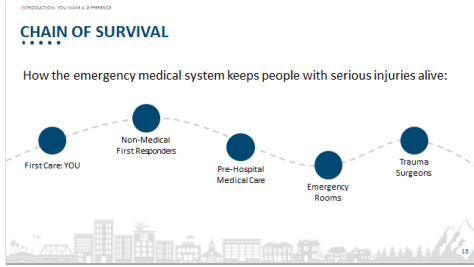 INTRODUCTION: YOU MAKE A DIFFERENCE
CHAIN OF SURVIVAL
How the emergency medical system keeps people with serious injuries alive:
First Care: YOU
Non-Medical
First Responders
Pre-Hospital
Medical Care
Emergency
Rooms
Trauma
Surgeons
18